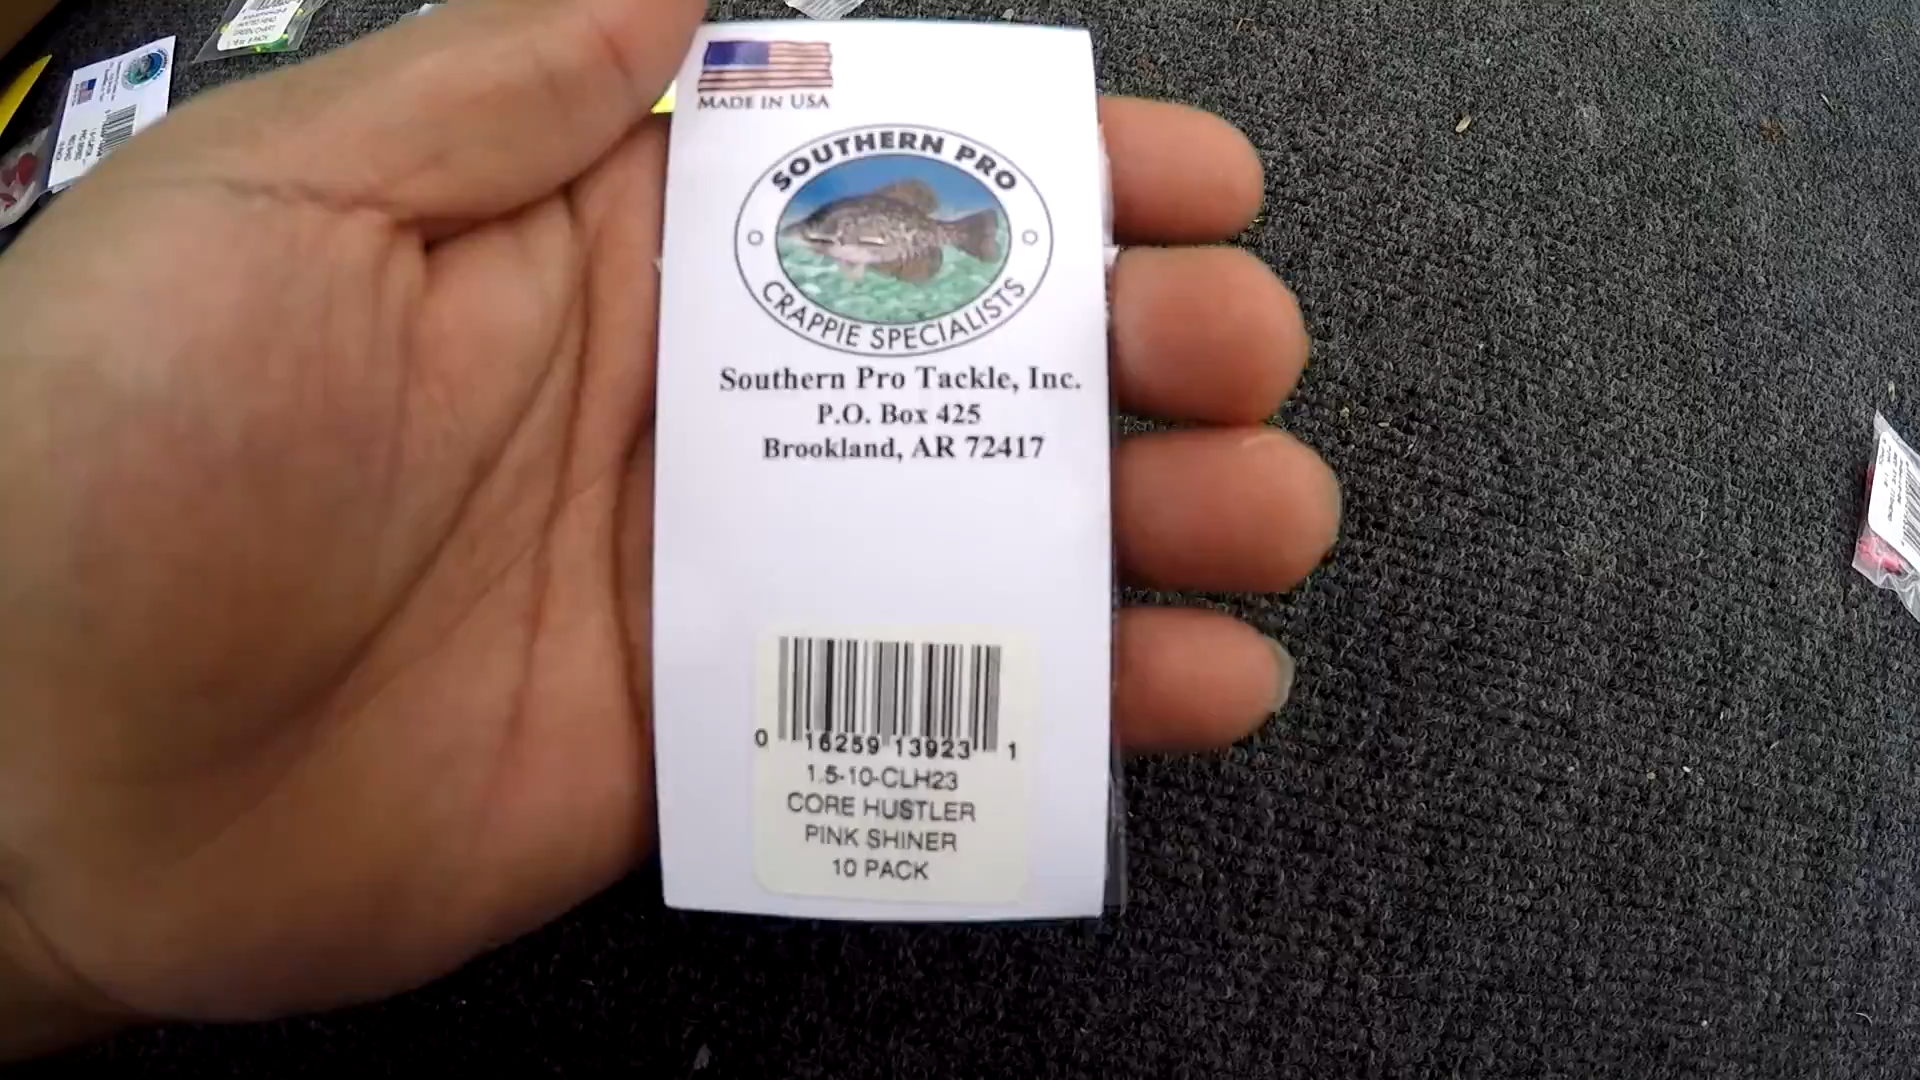 MADE IN USA
SOUTHERN PRO
CRAPPIE SPECIALISTS
Southern Pro Tackle, Inc.
P.O. Box 425
Brookland, AR 72417
0 16259 13923 1
1.5-10-CLH23
CORE HUSTLER
PINK SHINER
10 PACK